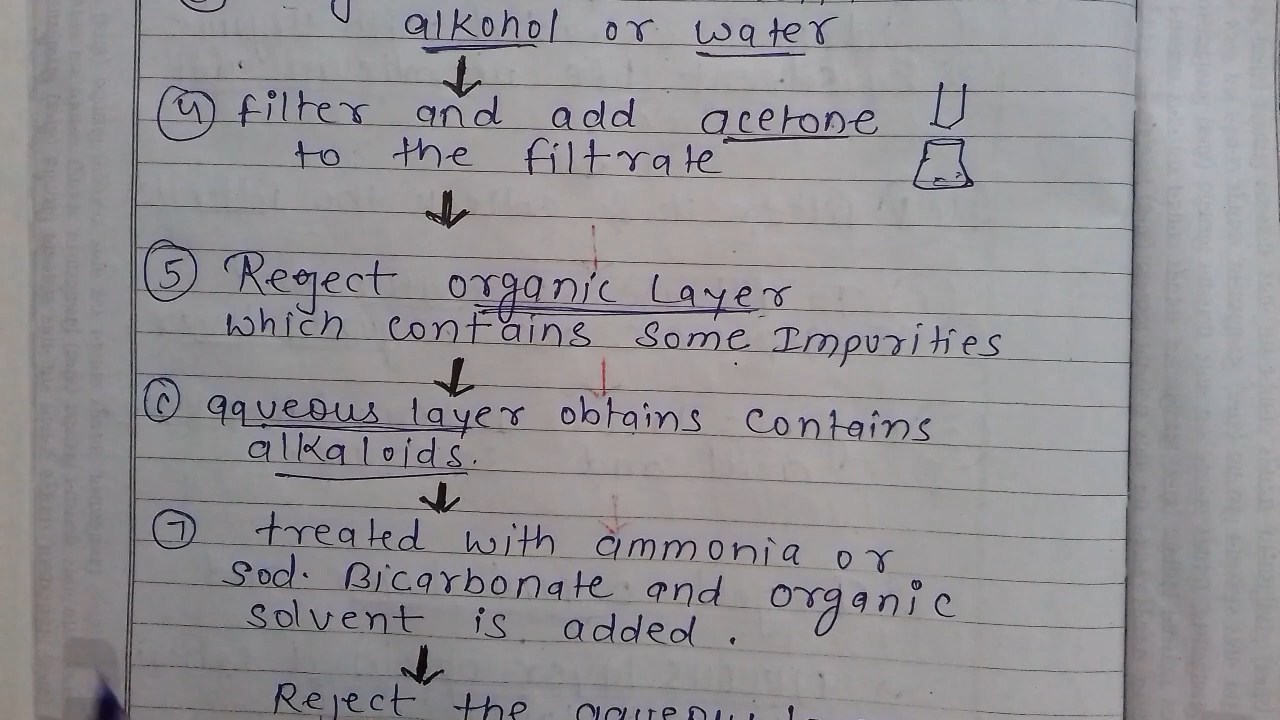 alkohol or water
④ filter and add acetone
to the filtrate
⑤ Regect organic Layer
which contains some Impurities
⑥ aqueous layer obtains contains
alkaloids.
⑦ treated with ammonia or
Sod. Bicarbonate and organic
solvent is added.
Reject the aqueous